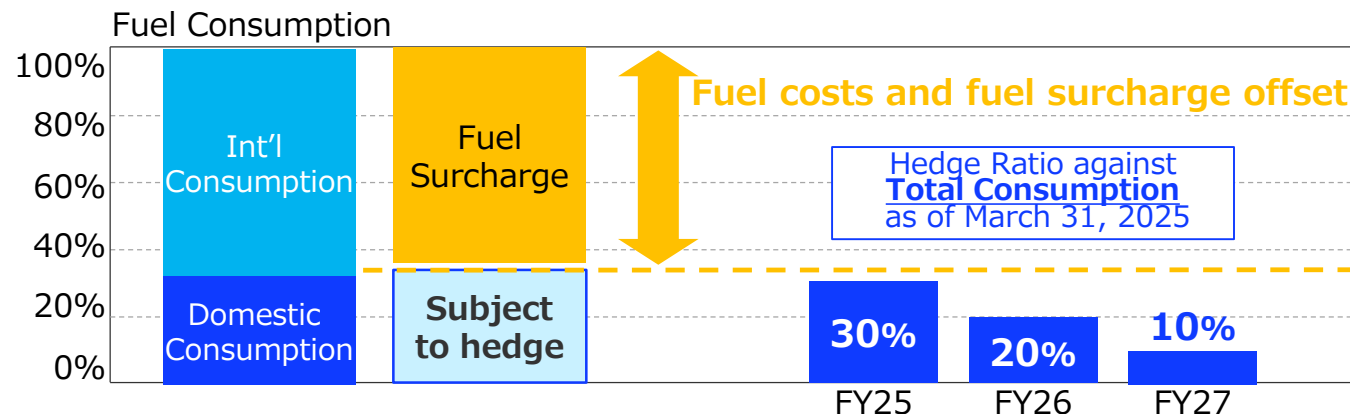 Fuel Consumption
100%
80%
60%
40%
20%
0%
Int’l
Consumption
Domestic
Consumption
Fuel
Surcharge
Subject
to hedge
Fuel costs and fuel surcharge offset
Hedge Ratio against
Total Consumption
as of March 31, 2025
30%
20%
10%
FY25
FY26
FY27